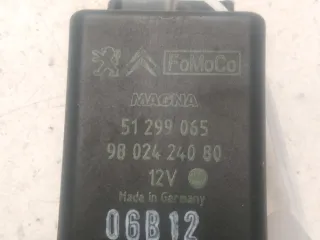 FoMoCo
MAGNA
51 299 065
98 024 240 80
12V
Made in Germany
06B12